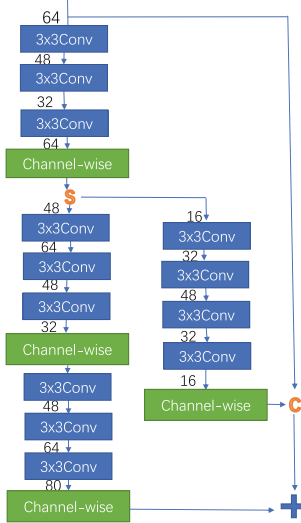 64
3x3Conv
48
3x3Conv
32
3x3Conv
64
Channel-wise
S
48
3x3Conv
64
3x3Conv
48
3x3Conv
32
Channel-wise
3x3Conv
48
3x3Conv
64
3x3Conv
80
Channel-wise
16
3x3Conv
32
3x3Conv
48
3x3Conv
32
3x3Conv
16
Channel-wise
C